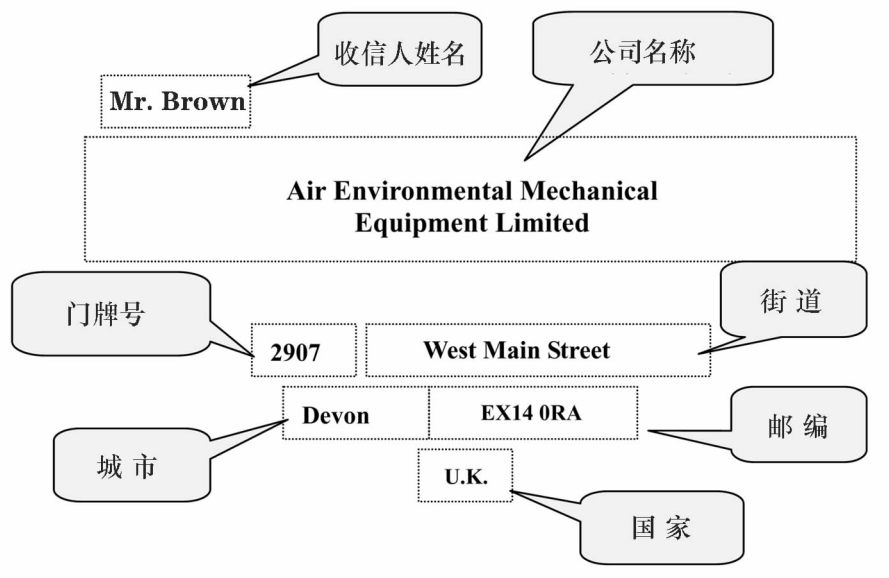 收信人姓名
公司名称
Mr. Brown
Air Environmental Mechanical
Equipment Limited
门牌号
街 道
2907
West Main Street
Devon
EX14 0RA
邮 编
城 市
U.K.
国 家